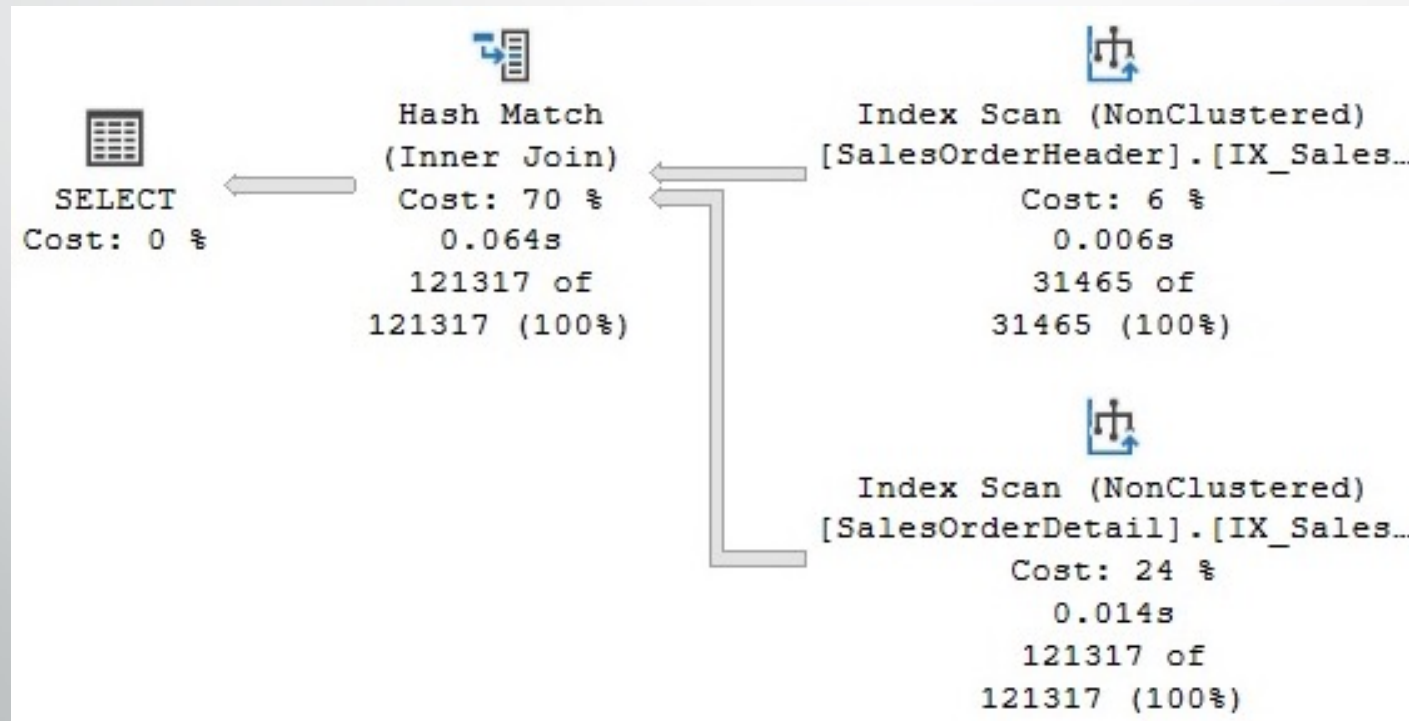 SELECT
Cost: 0 %
Hash Match
(Inner Join)
Cost: 70 %
0.064s
121317 of
121317 (100%)
Index Scan (NonClustered)
[SalesOrderHeader].[IX_Sales…
Cost: 6 %
0.006s
31465 of
31465 (100%)
Index Scan (NonClustered)
[SalesOrderDetail].[IX_Sales…
Cost: 24 %
0.014s
121317 of
121317 (100%)